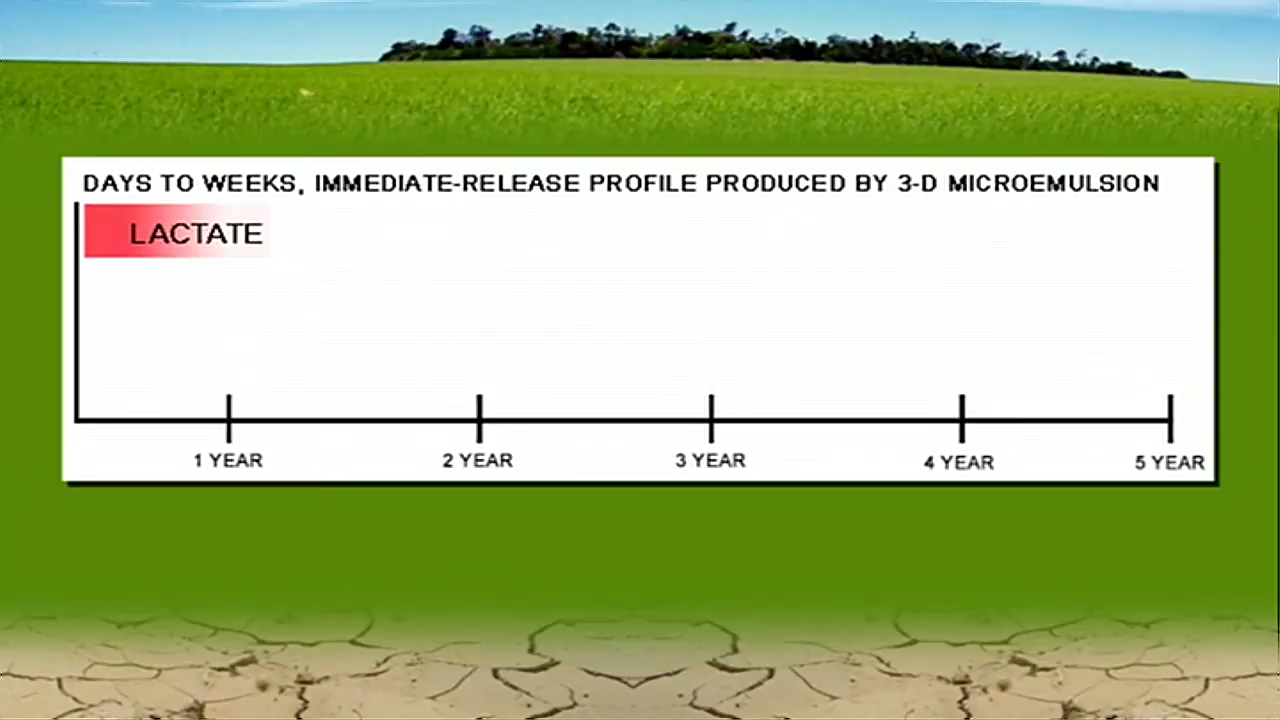 DAYS TO WEEKS, IMMEDIATE-RELEASE PROFILE PRODUCED BY 3-D MICROEMULSION
LACTATE
1 YEAR 2 YEAR 3 YEAR 4 YEAR 5 YEAR